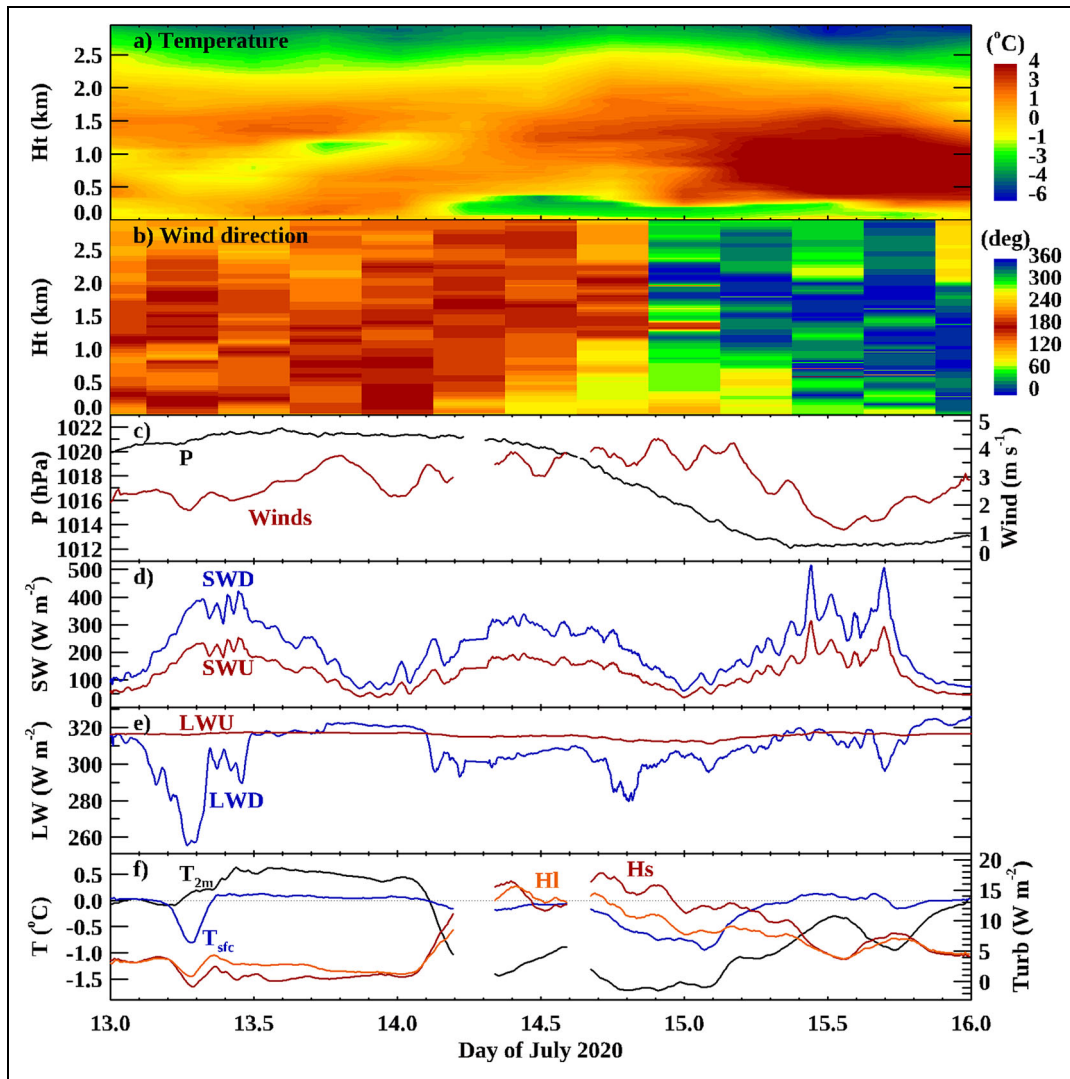 a) Temperature
(°C)
Ht (km)
2.5
2.0
1.5
1.0
0.5
0.0
4
3
1
0
-1
-3
-4
-6
b) Wind direction
(deg)
Ht (km)
2.5
2.0
1.5
1.0
0.5
0.0
360
300
240
180
120
60
0
c)
P
Winds
P (hPa)
1022
1020
1018
1016
1014
1012
5
4
3
2
1
0
Wind (m s⁻¹)
d)
SWD
SWU
SW (W m⁻²)
500
400
300
200
100
0
e)
LWU
LWD
LW (W m⁻²)
320
300
280
260
f)
T2m
Tsfc
Hl
Hs
T (°C)
0.5
0.0
-0.5
-1.0
-1.5
20
15
10
5
0
Turb (W m⁻²)
13.0 13.5 14.0 14.5 15.0 15.5 16.0
Day of July 2020